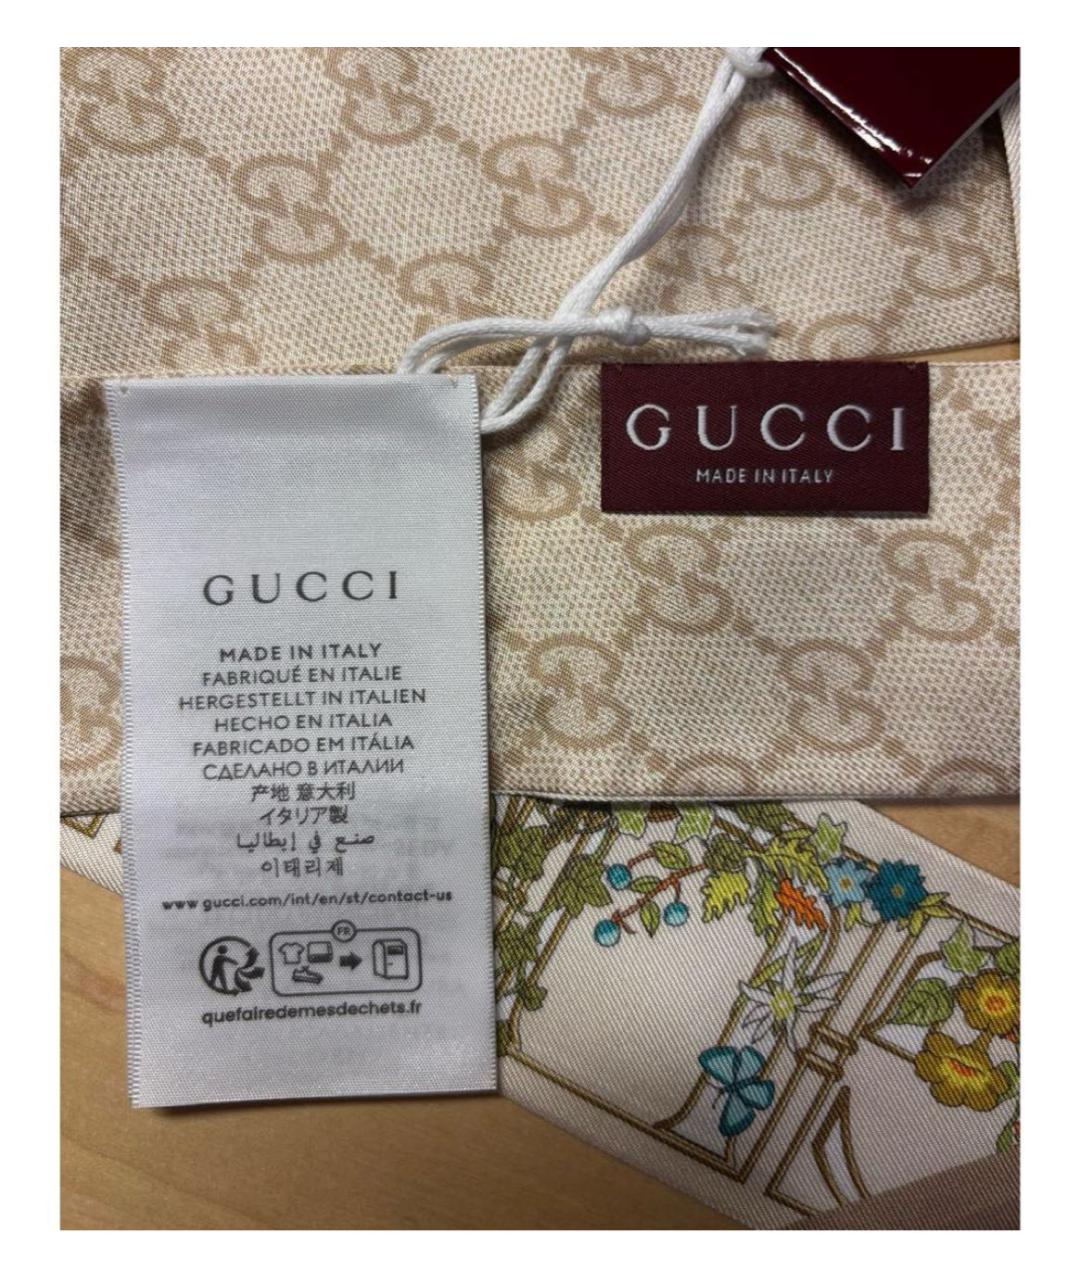 GUCCI
MADE IN ITALY
GUCCI
MADE IN ITALY
FABRIQUÉ EN ITALIE
HERGESTELLT IN ITALIEN
HECHO EN ITALIA
FABRICADO EM ITÁLIA
СДЕЛАНО В ИТАЛИИ
产地 意大利
イタリア製
صنع في إيطاليا
이태리제
www.gucci.com/int/en/st/contact-us
FR
quefairedemesdechets.fr